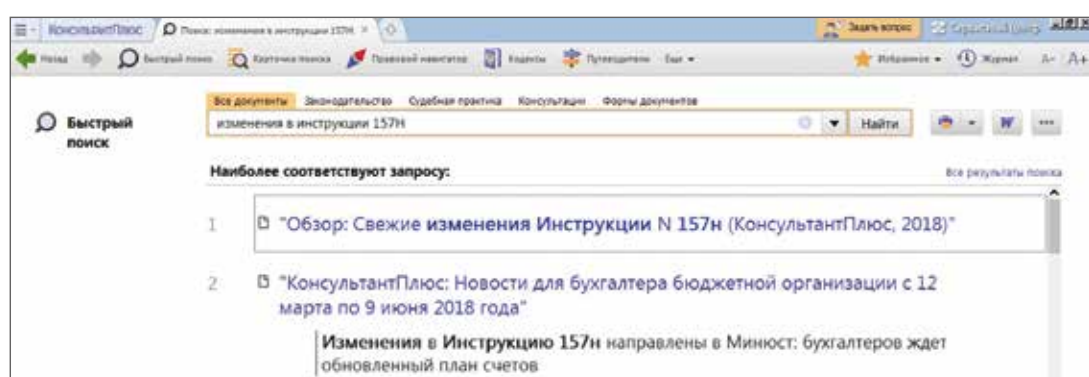 КонсультантПлюс Поиск: изменения в инструкции 157Н × Задать вопрос Сервисный центр
Назад Быстрый поиск Карточка поиска Правовой навигатор Кодексы Путеводители Еще Избранное Журнал A- A+
Все документы Законодательство Судебная практика Консультации Формы документов
Быстрый поиск
изменения в инструкции 157Н Найти W ...
Наиболее соответствуют запросу: Все результаты поиска
1 "Обзор: Свежие изменения Инструкции N 157н (КонсультантПлюс, 2018)"
2 "КонсультантПлюс: Новости для бухгалтера бюджетной организации с 12
марта по 9 июня 2018 года"
Изменения в Инструкцию 157н направлены в Минюст: бухгалтеров ждет
обновленный план счетов